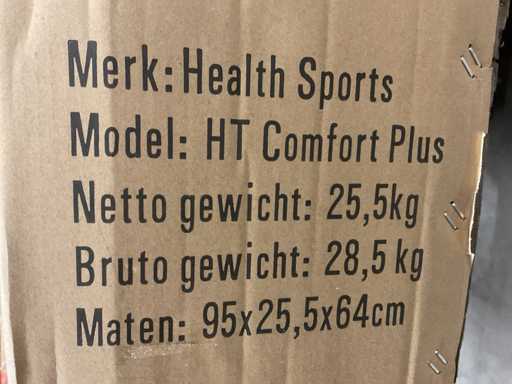 Merk: Health Sports
Model: HT Comfort Plus
Netto gewicht: 25,5kg
Bruto gewicht: 28,5 kg
Maten: 95x25,5x64cm